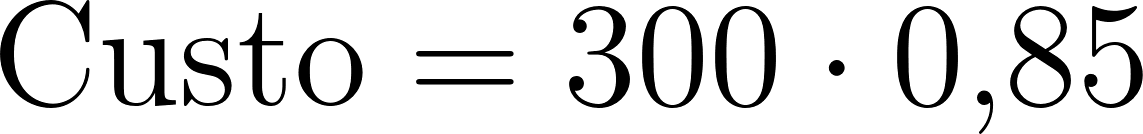 Custo = 300 · 0,85